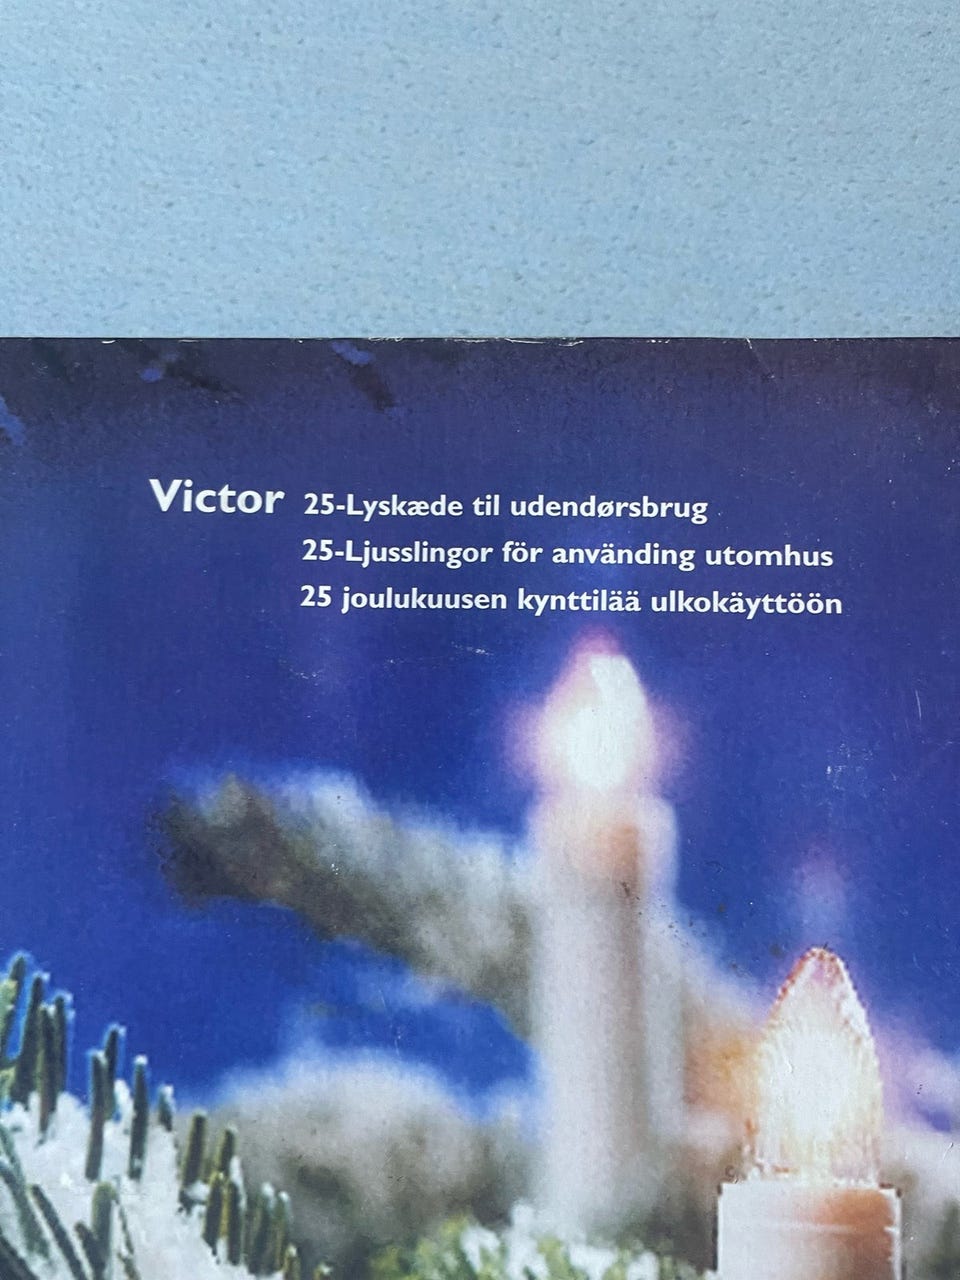 Victor 25-Lyskæde til udendørsbrug
25-Ljusslingor för använding utomhus
25 joulukuusen kynttilää ulkokäyttöön